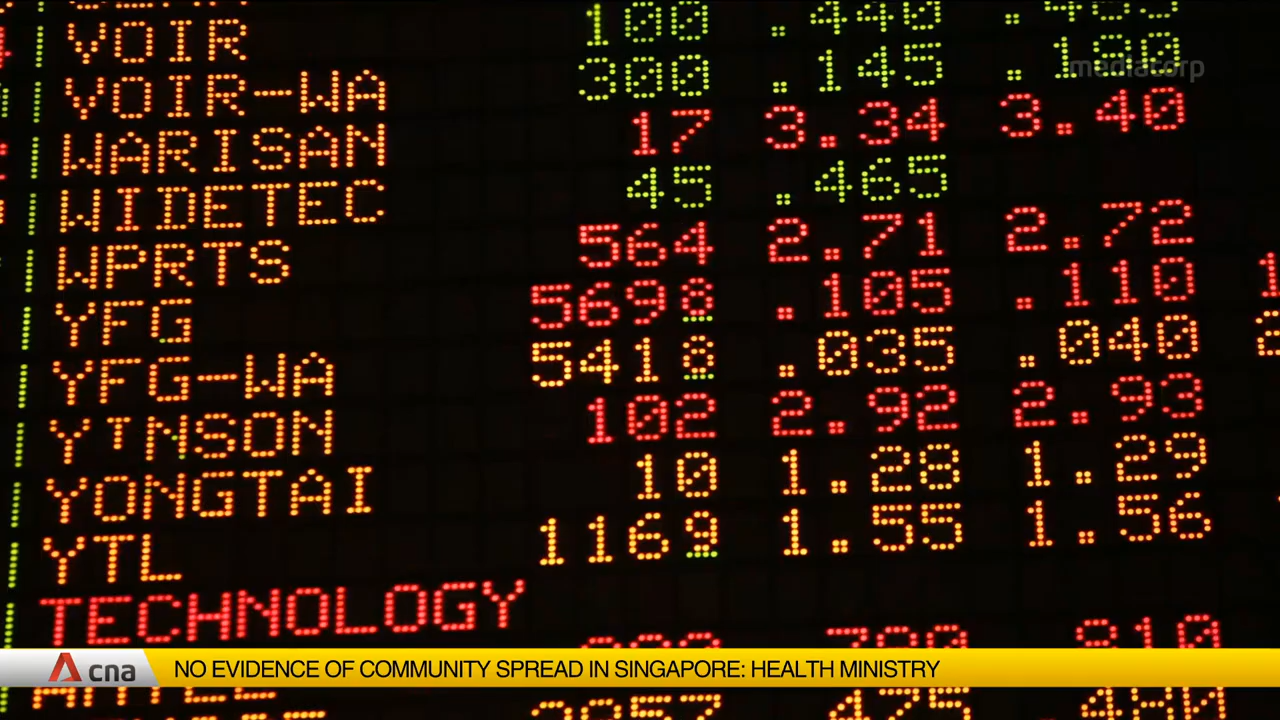 VOIR 100 .440
VOIR-WA 300 .145 .190
mediacorp
WARISAN 17 3.34 3.40
WIDETEC 45 .465
WPRTS 564 2.71 2.72
YFG 5698 .105 .110
YFG-WA 5418 .035 .040
YTNSON 102 2.92 2.93
YONGTAI 10 1.28 1.29
YTL 1169 1.55 1.56
TECHNOLOGY
cna NO EVIDENCE OF COMMUNITY SPREAD IN SINGAPORE: HEALTH MINISTRY